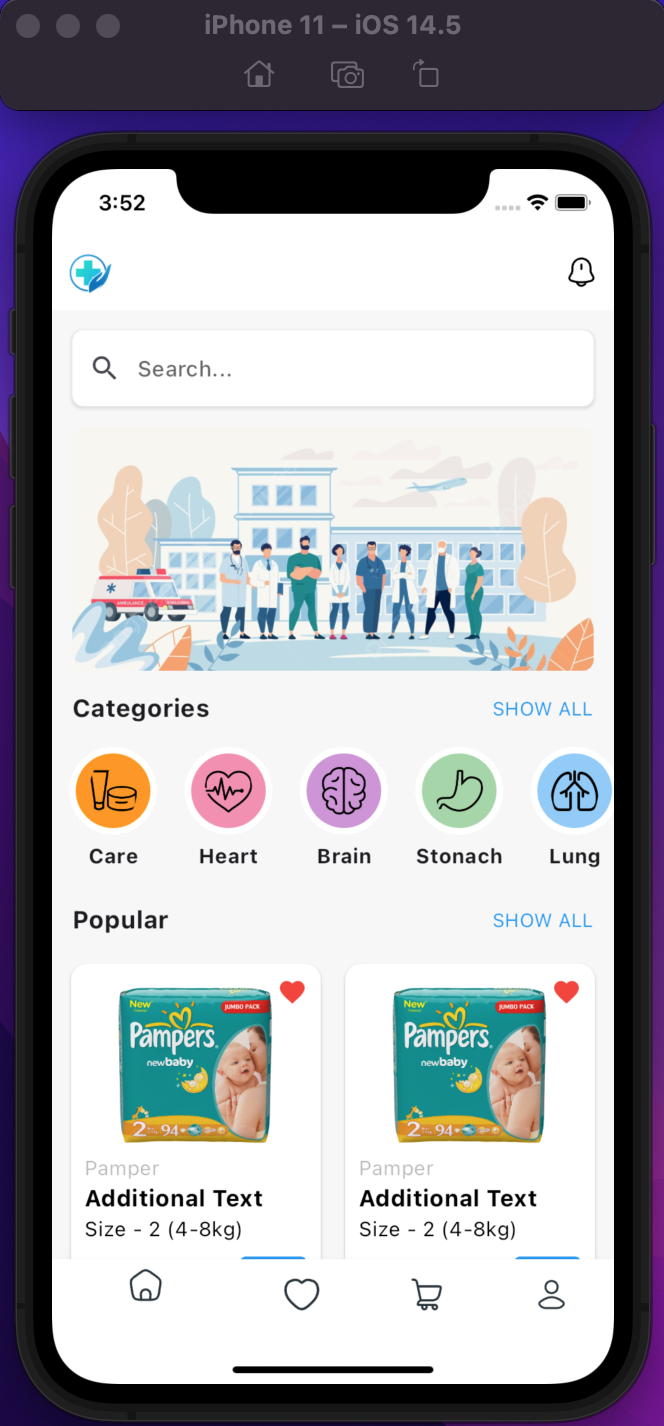 iPhone 11 – iOS 14.5
3:52
Search...
AMBULANCE
Categories
SHOW ALL
Care
Heart
Brain
Stonach
Lung
Popular
SHOW ALL
New
JUMBO PACK
Pampers
newbaby
2 94
New
JUMBO PACK
Pampers
newbaby
2 94
Pamper
Pamper
Additional Text
Additional Text
Size - 2 (4-8kg)
Size - 2 (4-8kg)